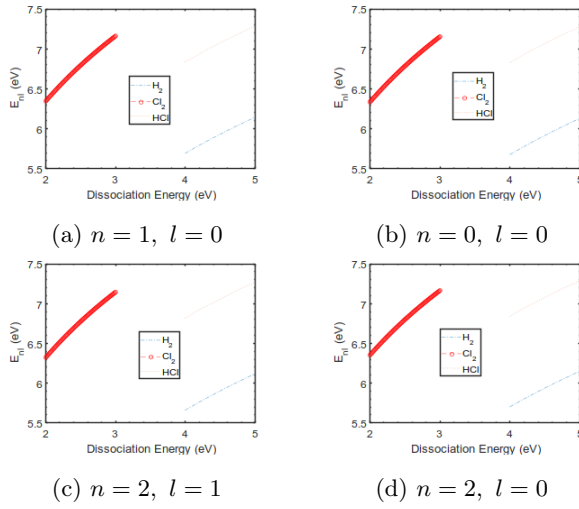 7.5
7
6.5
6
5.5
E_nl (eV)
H_2
Cl_2
HCl
2 3 4 5
Dissociation Energy (eV)
(a) n = 1, l = 0
7.5
7
6.5
6
5.5
E_nl (eV)
H_2
Cl_2
HCl
2 3 4 5
Dissociation Energy (eV)
(b) n = 0, l = 0
7.5
7
6.5
6
5.5
E_nl (eV)
H_2
Cl_2
HCl
2 3 4 5
Dissociation Energy (eV)
(c) n = 2, l = 1
7.5
7
6.5
6
5.5
E_nl (eV)
H_2
Cl_2
HCl
2 3 4 5
Dissociation Energy (eV)
(d) n = 2, l = 0